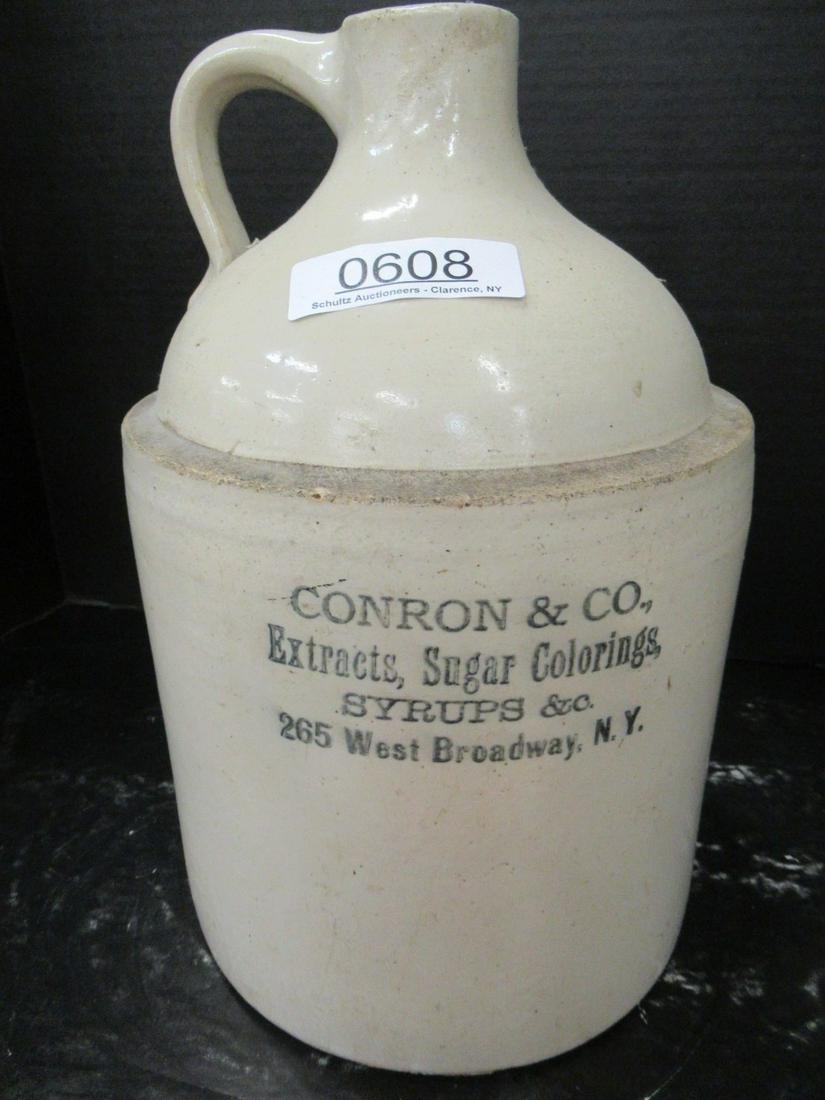 0608
Schultz Auctioneers - Clarence, NY
CONRON & CO.,
Extracts, Sugar Colorings,
SYRUPS &c.
265 West Broadway, N. Y.